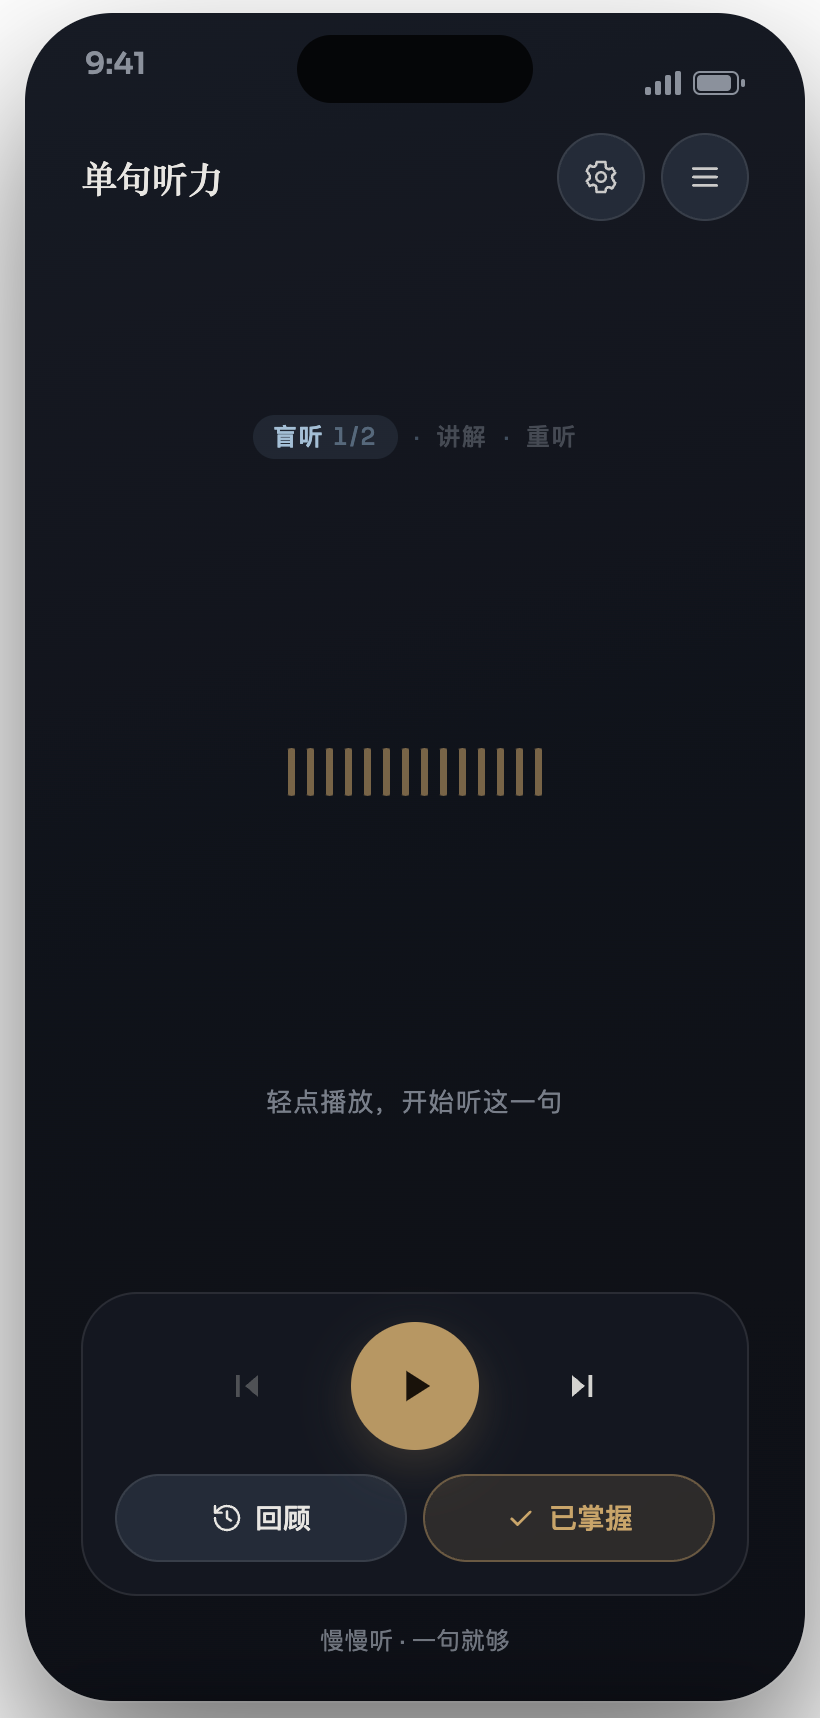 9:41
单句听力
盲听 1/2 · 讲解 · 重听
轻点播放，开始听这一句
回顾
已掌握
慢慢听 · 一句就够